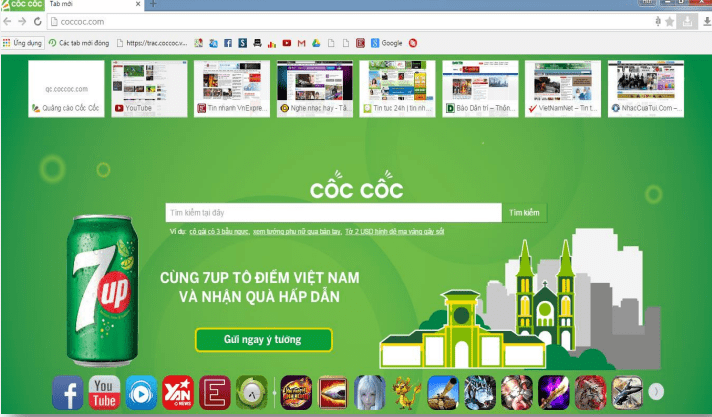 CỐC CỐC
Tab mới
coccoc.com
Ứng dụng
Các tab mới đóng
https://trac.coccoc.v...
Google
qc.coccoc.com
Quảng cáo Cốc Cốc
YouTube
Tin nhanh VnExpre...
Nghe nhạc hay - Tả...
Tin tuc 24h | tin nh...
Báo Dân trí – Thôn...
VietNamNet – Tin t...
NhacCuaTui.Com –...
CỐC CỐC
Tìm kiếm tại đây
Tìm kiếm
Ví dụ: cô gái có 3 bầu ngực, xem tướng phụ nữ qua bàn tay, Tờ 2 USD hình dê mạ vàng gây sốt
7up
CÙNG 7UP TÔ ĐIỂM VIỆT NAM
VÀ NHẬN QUÀ HẤP DẪN
Gửi ngay ý tưởng
You
Tube
YAN
NEWS